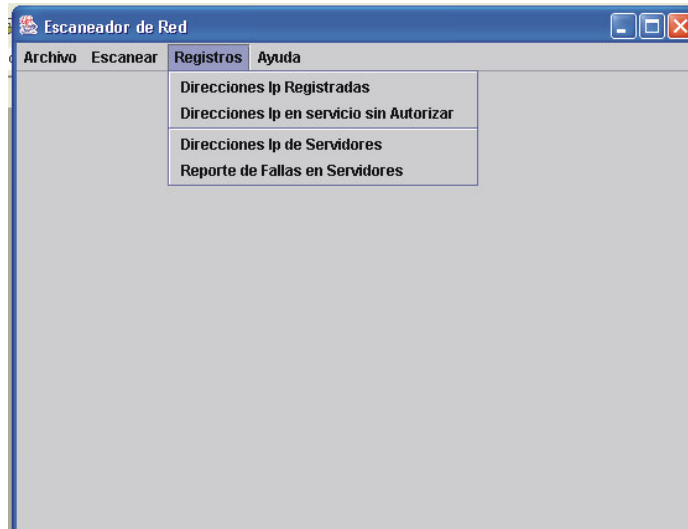 Escaneador de Red
Archivo Escanear Registros Ayuda
Direcciones Ip Registradas
Direcciones Ip en servicio sin Autorizar
Direcciones Ip de Servidores
Reporte de Fallas en Servidores